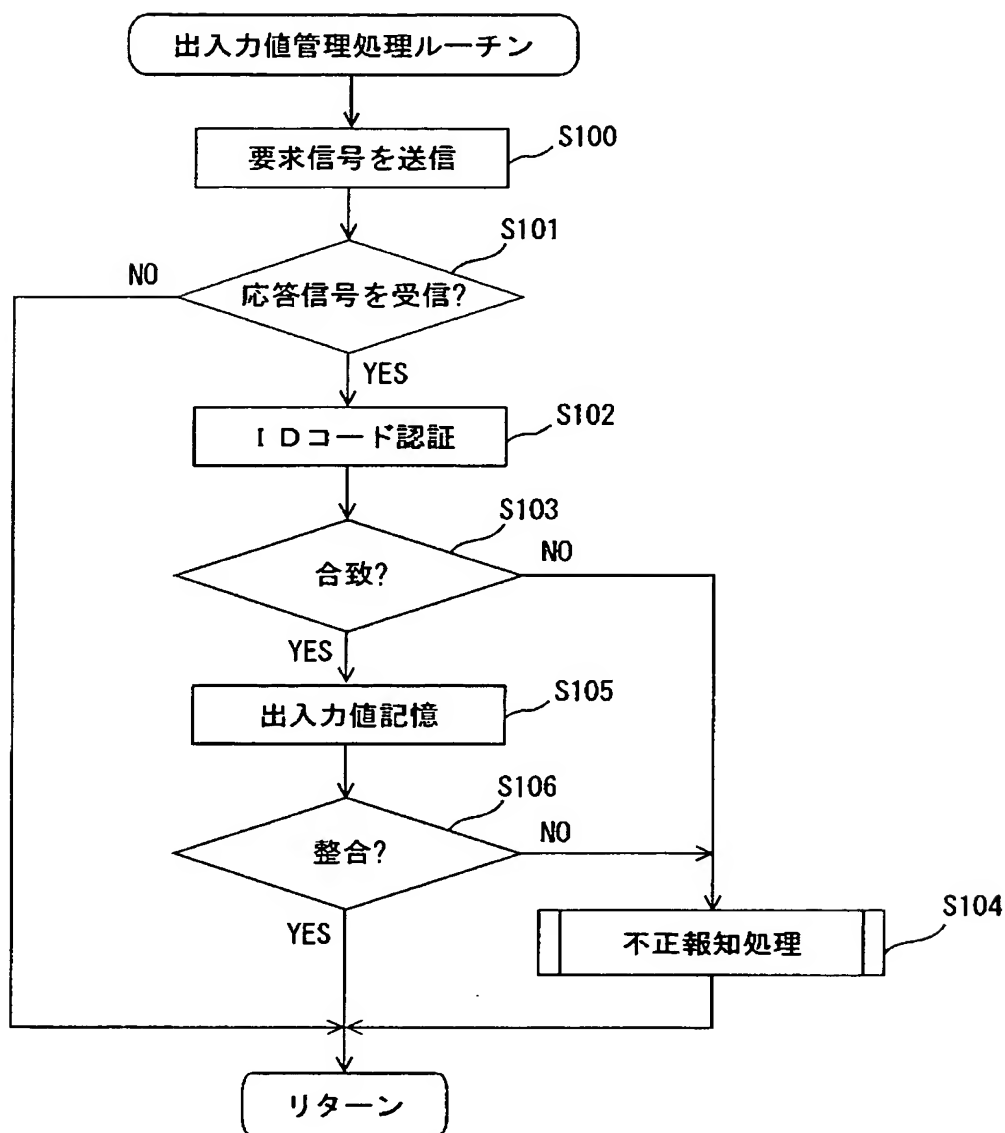 出入力値管理処理ルーチン
要求信号を送信
S100
応答信号を受信?
S101
NO
YES
IDコード認証
S102
合致?
S103
NO
YES
出入力値記憶
S105
整合?
S106
NO
YES
不正報知処理
S104
リターン